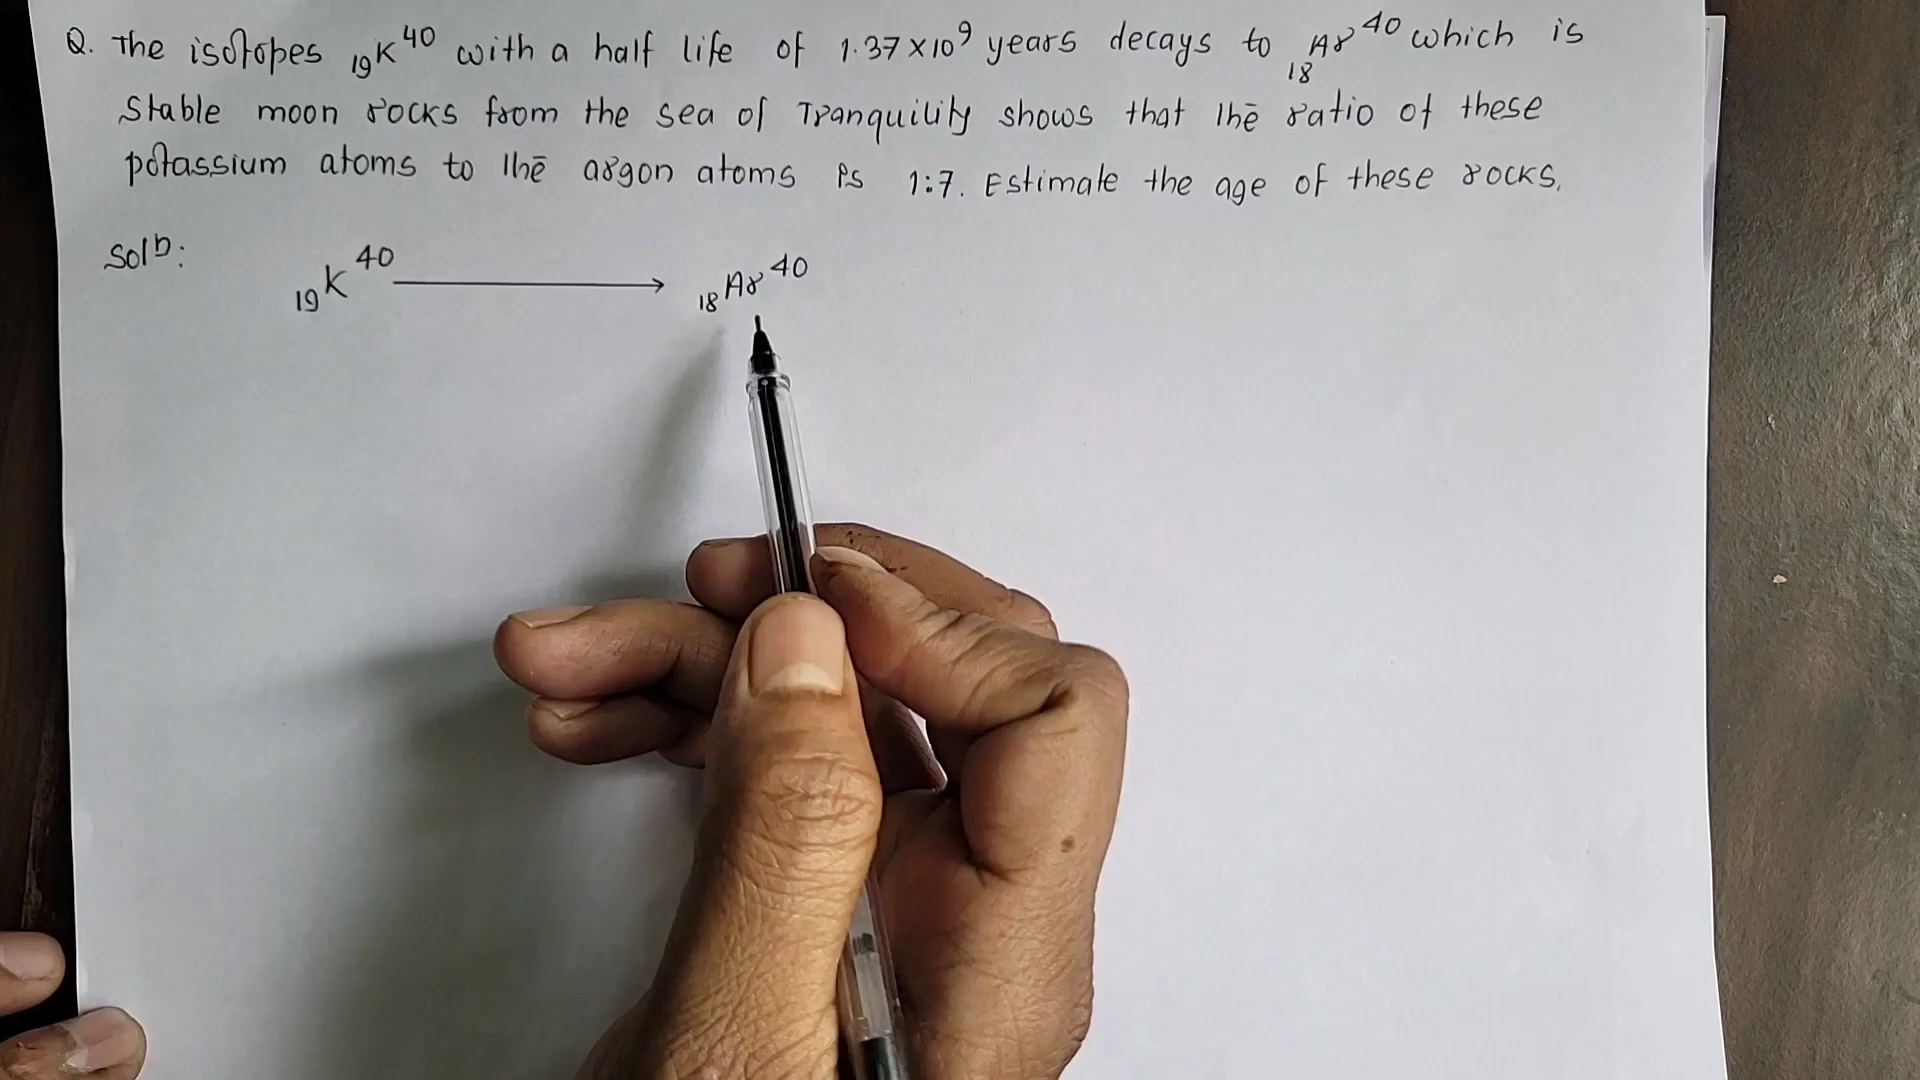 Q. The isotopes ₁₉K⁴⁰ with a half life of 1.37×10⁹ years decays to ₁₈Ar⁴⁰ which is
Stable moon rocks from the sea of Tranquility shows that the ratio of these
potassium atoms to the argon atoms is 1:7. Estimate the age of these rocks.
Solⁿ:
₁₉K⁴⁰ ⟶ ₁₈Ar⁴⁰